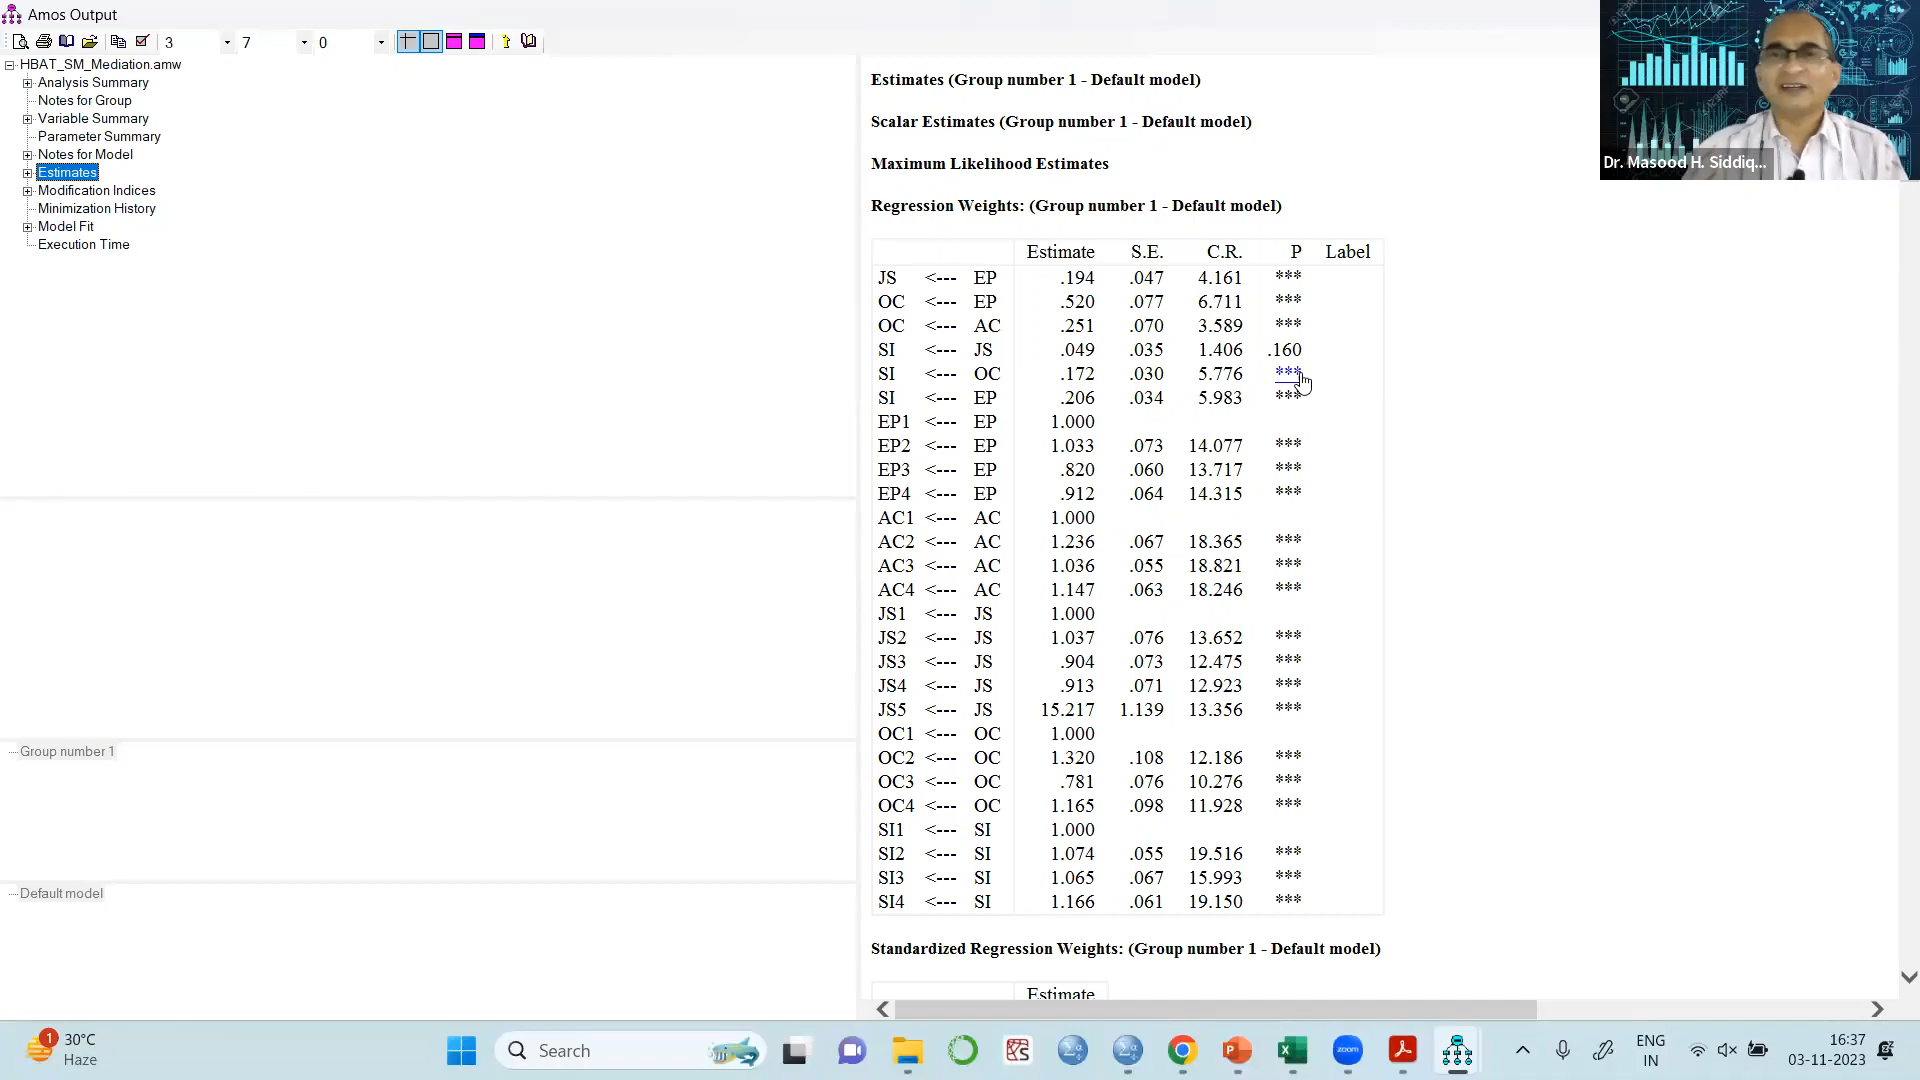 Amos Output
3 7 0
HBAT_SM_Mediation.amw
Analysis Summary
Notes for Group
Variable Summary
Parameter Summary
Notes for Model
Estimates
Modification Indices
Minimization History
Model Fit
Execution Time
Group number 1
Default model
Estimates (Group number 1 - Default model)
Scalar Estimates (Group number 1 - Default model)
Maximum Likelihood Estimates
Regression Weights: (Group number 1 - Default model)
Estimate S.E. C.R. P Label
JS <--- EP .194 .047 4.161 ***
OC <--- EP .520 .077 6.711 ***
OC <--- AC .251 .070 3.589 ***
SI <--- JS .049 .035 1.406 .160
SI <--- OC .172 .030 5.776 ***
SI <--- EP .206 .034 5.983 ***
EP1 <--- EP 1.000
EP2 <--- EP 1.033 .073 14.077 ***
EP3 <--- EP .820 .060 13.717 ***
EP4 <--- EP .912 .064 14.315 ***
AC1 <--- AC 1.000
AC2 <--- AC 1.236 .067 18.365 ***
AC3 <--- AC 1.036 .055 18.821 ***
AC4 <--- AC 1.147 .063 18.246 ***
JS1 <--- JS 1.000
JS2 <--- JS 1.037 .076 13.652 ***
JS3 <--- JS .904 .073 12.475 ***
JS4 <--- JS .913 .071 12.923 ***
JS5 <--- JS 15.217 1.139 13.356 ***
OC1 <--- OC 1.000
OC2 <--- OC 1.320 .108 12.186 ***
OC3 <--- OC .781 .076 10.276 ***
OC4 <--- OC 1.165 .098 11.928 ***
SI1 <--- SI 1.000
SI2 <--- SI 1.074 .055 19.516 ***
SI3 <--- SI 1.065 .067 15.993 ***
SI4 <--- SI 1.166 .061 19.150 ***
Standardized Regression Weights: (Group number 1 - Default model)
Estimate
Dr. Masood H. Siddiq...
1
30°C
Haze
Search
zoom
ENG
IN
16:37
03-11-2023